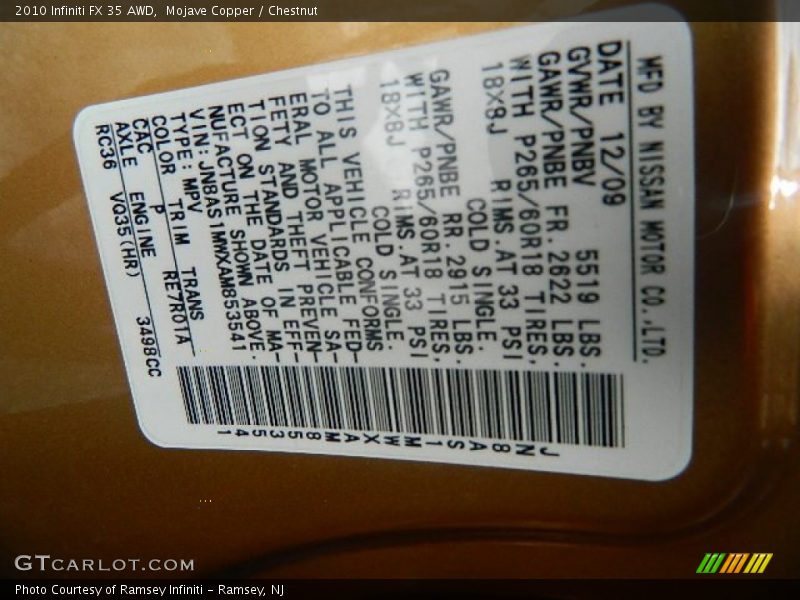 2010 Infiniti FX 35 AWD,  Mojave Copper / Chestnut
MFD BY NISSAN MOTOR CO.,LTD.
DATE 12/09
GVWR/PNBV 5519 LBS.
GAWR/PNBE FR. 2622 LBS.
WITH P265/60R18 TIRES,
18X8J RIMS.AT 33 PSI
COLD SINGLE.
GAWR/PNBE RR. 2915 LBS.
WITH P265/60R18 TIRES,
18X8J RIMS.AT 33 PSI
COLD SINGLE.
THIS VEHICLE CONFORMS
TO ALL APPLICABLE FED-
ERAL MOTOR VEHICLE SA-
FETY AND THEFT PREVEN-
TION STANDARDS IN EFF-
ECT ON THE DATE OF MA-
NUFACTURE SHOWN ABOVE.
VIN: JN8AS1MWXAM853541
TYPE: MPV
COLOR TRIM TRANS
CAC P RE7R01A
AXLE ENGINE
RC36 VQ35(HR) 3498CC
JN8AS1MWXAM853541
GTCARLOT.COM
Photo Courtesy of Ramsey Infiniti - Ramsey, NJ